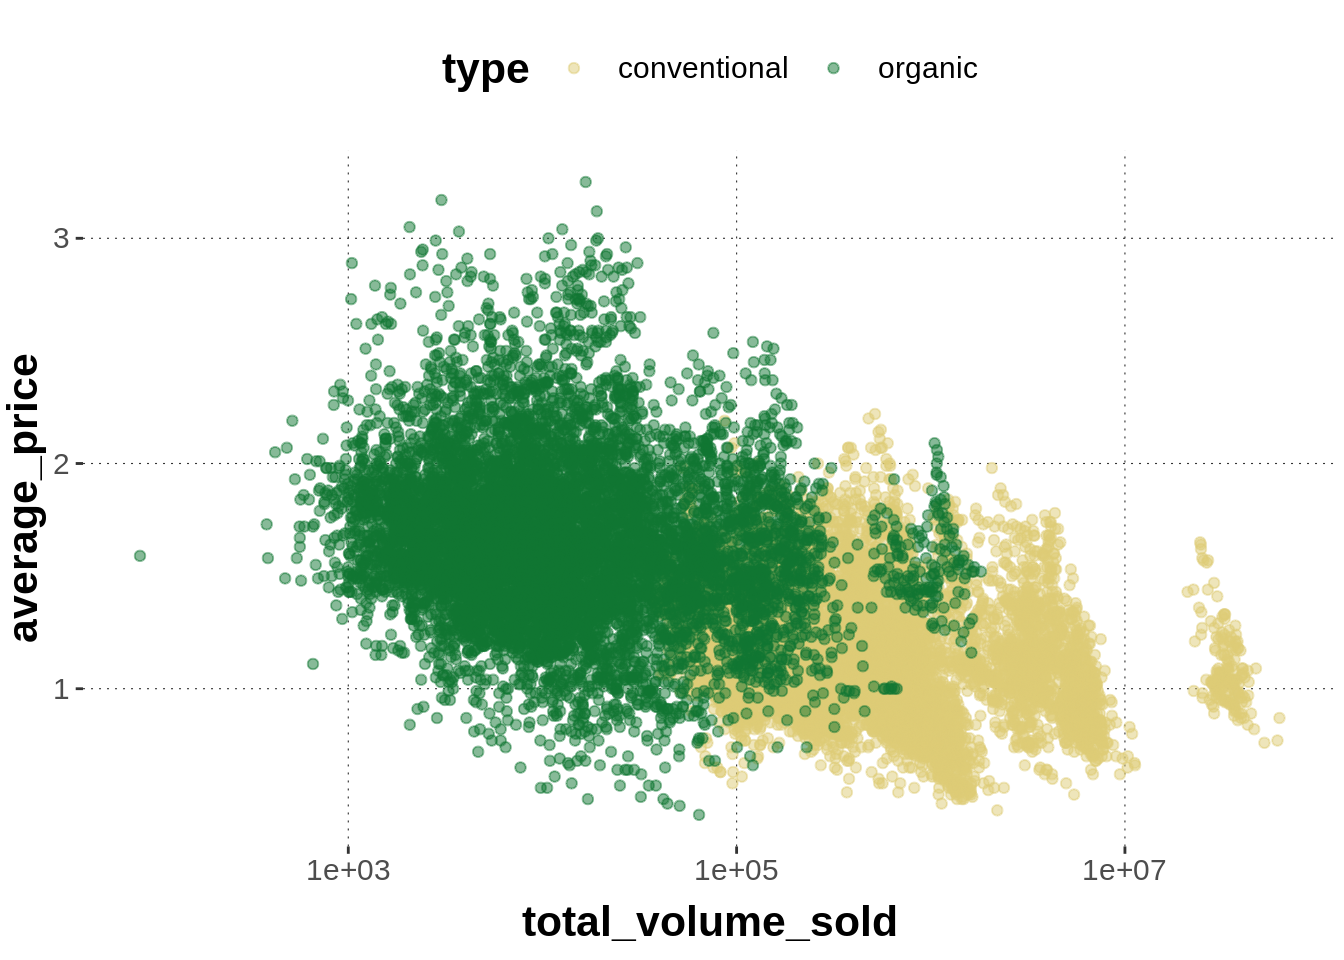 type conventional organic
3
2
1
average_price
1e+03 1e+05 1e+07
total_volume_sold